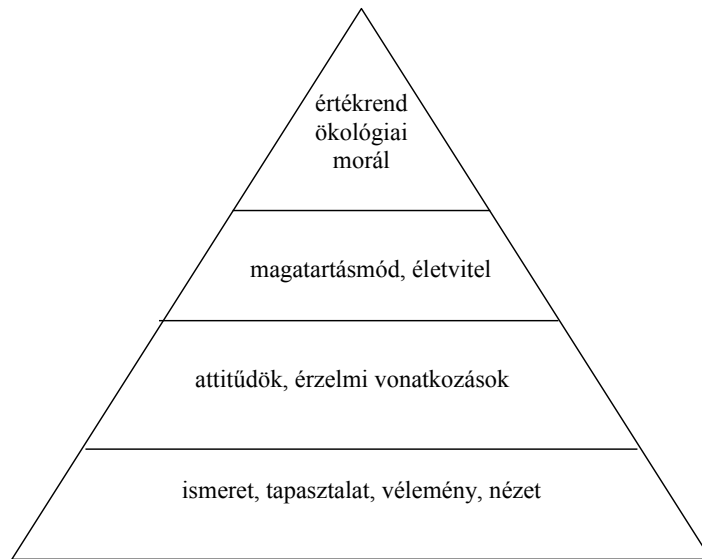 értékrend
ökológiai
morál
magatartásmód, életvitel
attitűdök, érzelmi vonatkozások
ismeret, tapasztalat, vélemény, nézet